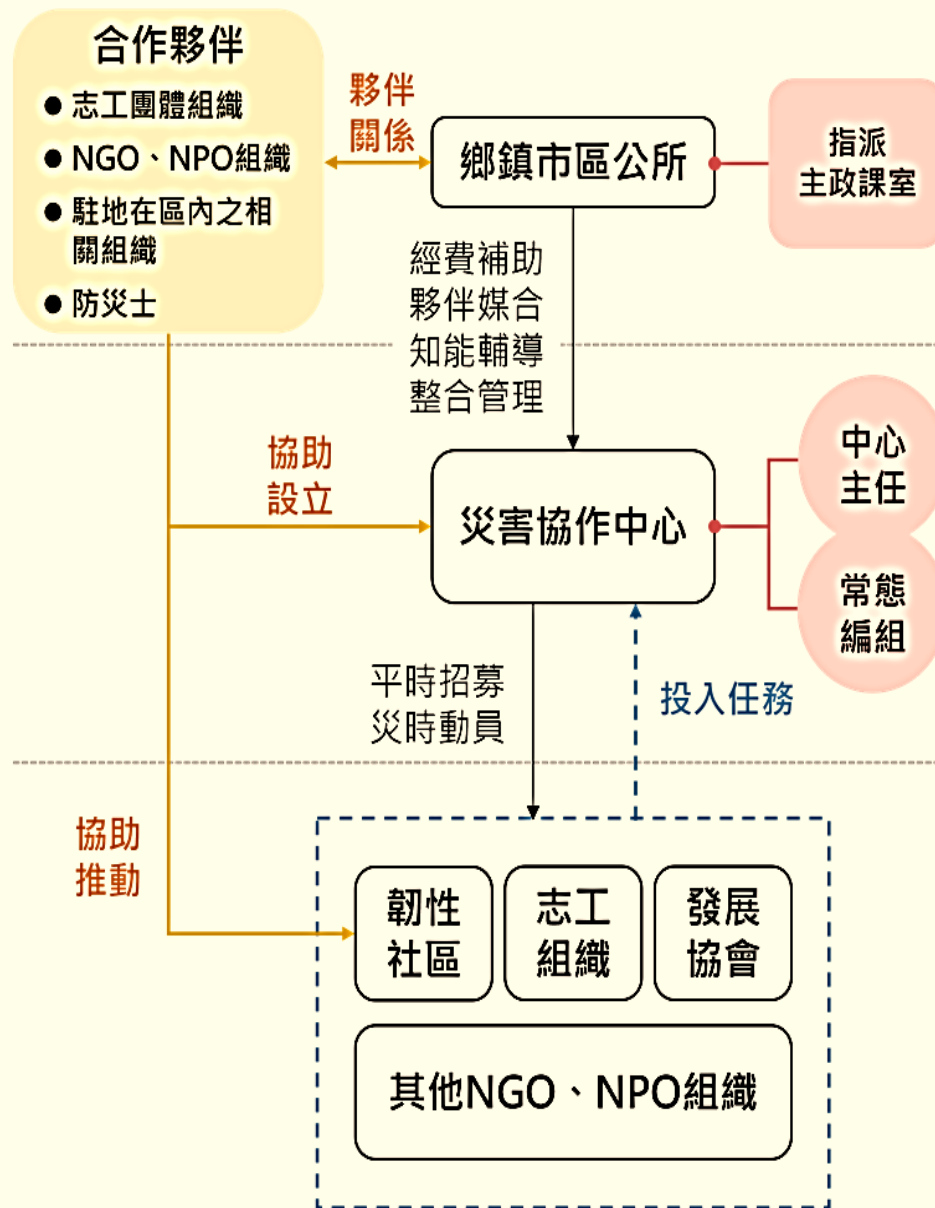 合作夥伴
● 志工團體組織
● NGO、NPO組織
● 駐地在區內之相
關組織
● 防災士
夥伴
關係
鄉鎮市區公所
指派
主政課室
經費補助
夥伴媒合
知能輔導
整合管理
協助
設立
災害協作中心
中心
主任
常態
編組
平時招募
災時動員
投入任務
協助
推動
韌性
社區
志工
組織
發展
協會
其他NGO、NPO組織